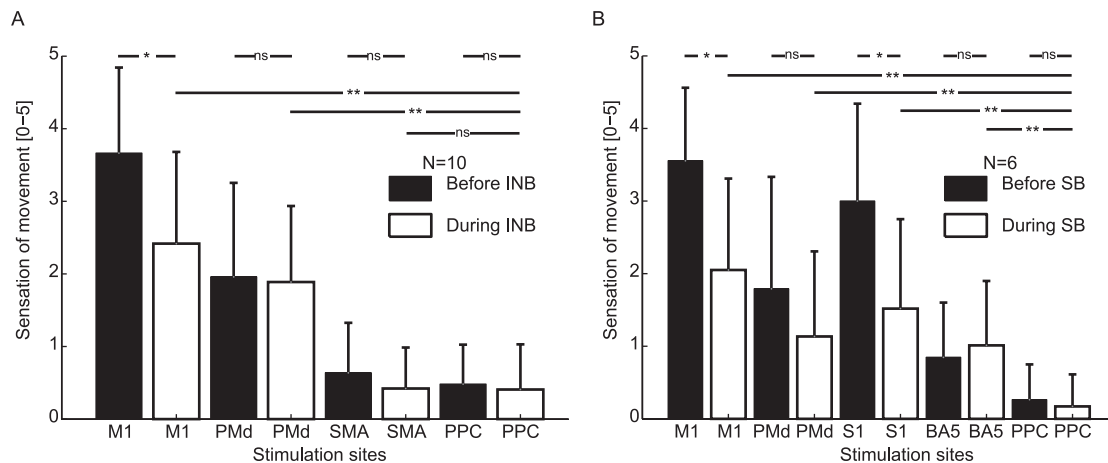 A
5
4
3
2
1
0
Sensation of movement [0–5]
* ns ns ns
**
**
ns
N=10
Before INB
During INB
M1 M1 PMd PMd SMA SMA PPC PPC
Stimulation sites
B
5
4
3
2
1
0
Sensation of movement [0–5]
* ns * ns ns
**
**
**
**
N=6
Before SB
During SB
M1 M1 PMd PMd S1 S1 BA5 BA5 PPC PPC
Stimulation sites